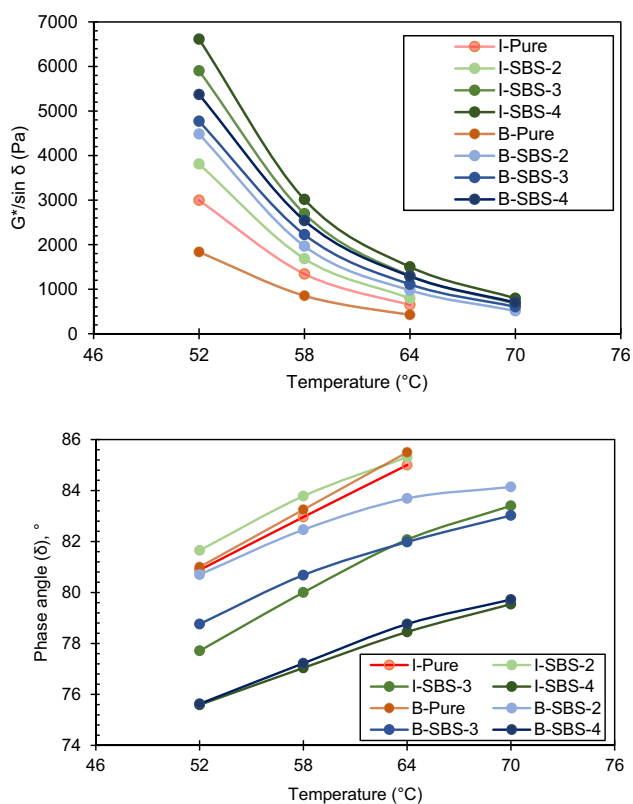 7000
6000
5000
4000
3000
2000
1000
0
G*/sin δ (Pa)
I-Pure
I-SBS-2
I-SBS-3
I-SBS-4
B-Pure
B-SBS-2
B-SBS-3
B-SBS-4
46 52 58 64 70 76
Temperature (°C)
86
84
82
80
78
76
74
Phase angle (δ), °
I-Pure I-SBS-2
I-SBS-3 I-SBS-4
B-Pure B-SBS-2
B-SBS-3 B-SBS-4
46 52 58 64 70 76
Temperature (°C)